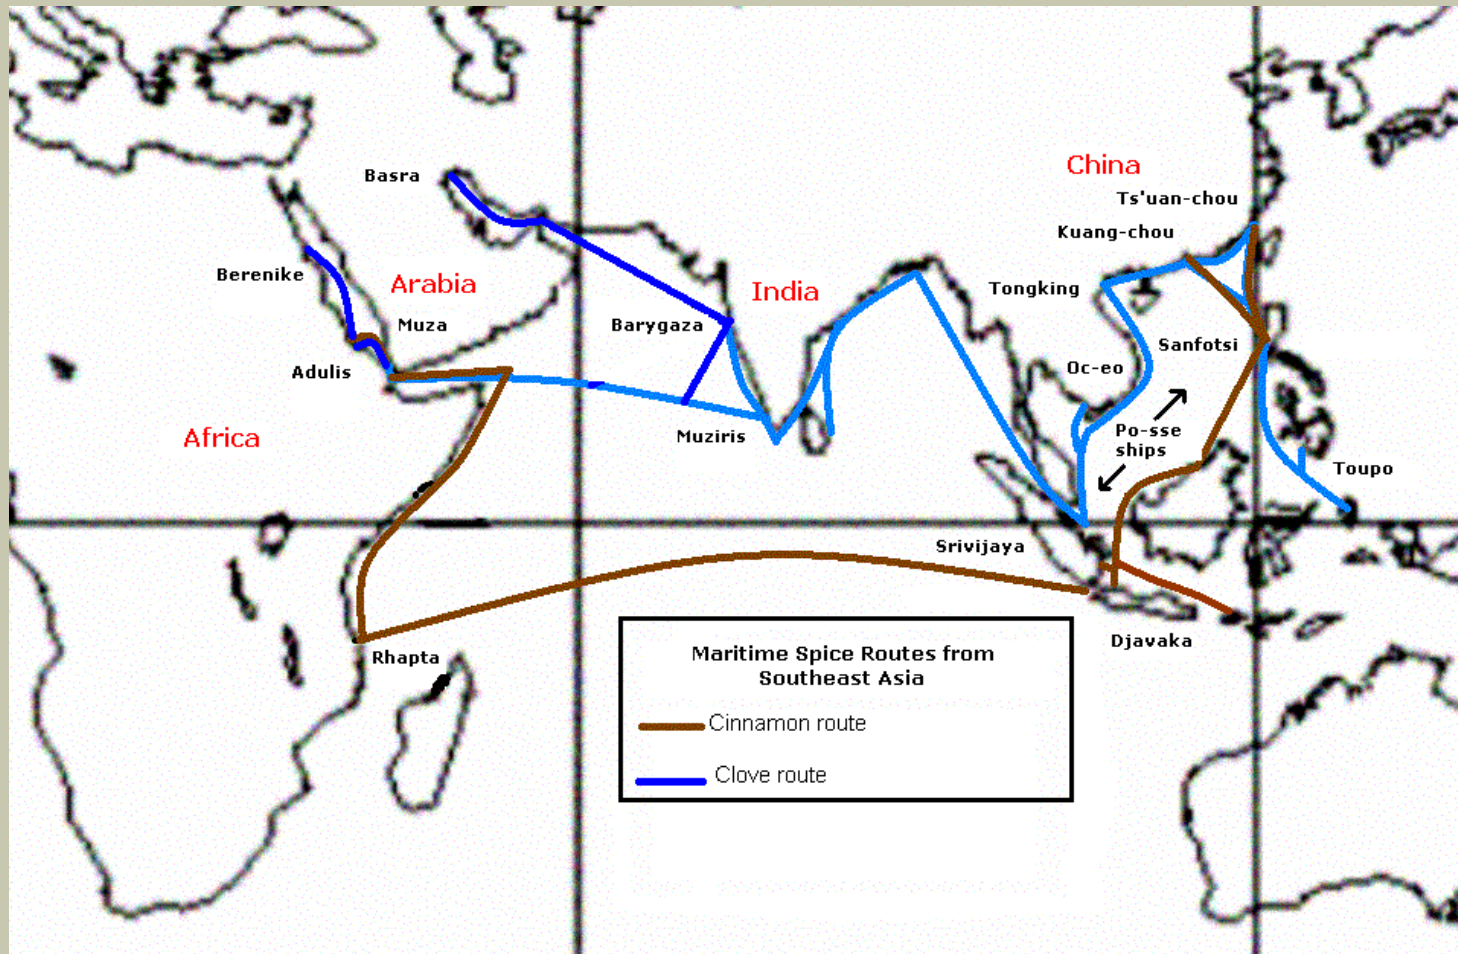 China
Ts'uan-chou
Basra
Kuang-chou
Berenike
Arabia
India
Tongking
Muza
Barygaza
Sanfotsi
Adulis
Oc-eo
Africa
Muziris
Po-sse
ships
Toupo
Srivijaya
Djavaka
Rhapta
Maritime Spice Routes from
Southeast Asia
Cinnamon route
Clove route